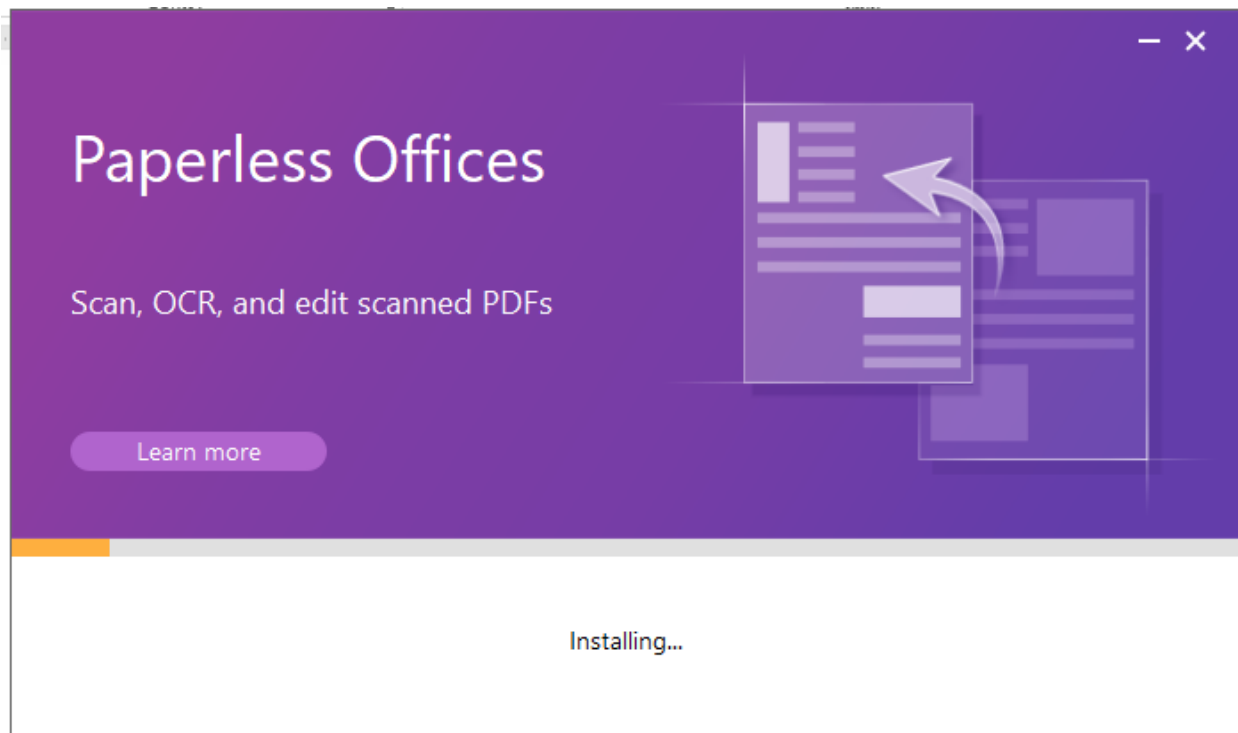 Paperless Offices
Scan, OCR, and edit scanned PDFs
Learn more
Installing...